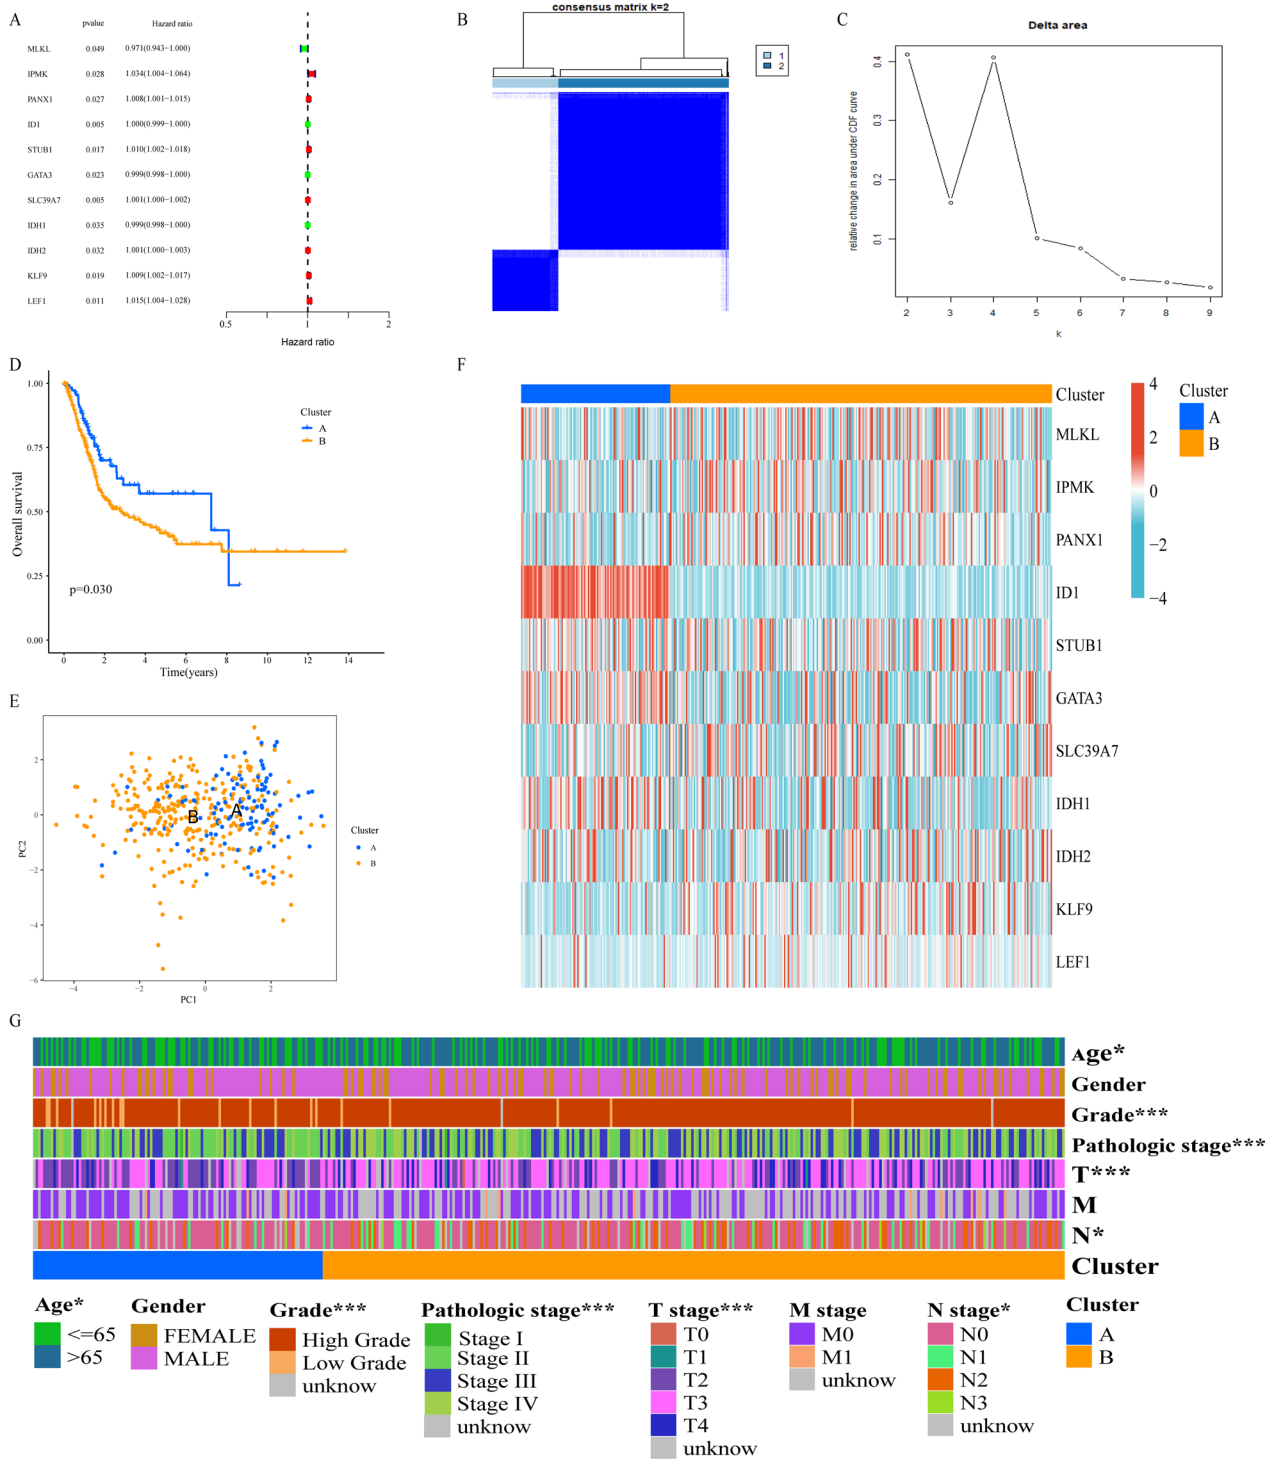 A
pvalue Hazard ratio
MLKL 0.049 0.971(0.943−1.000)
IPMK 0.028 1.034(1.004−1.064)
PANX1 0.027 1.008(1.001−1.015)
ID1 0.005 1.000(0.999−1.000)
STUB1 0.017 1.010(1.002−1.018)
GATA3 0.023 0.999(0.998−1.000)
SLC39A7 0.005 1.001(1.000−1.002)
IDH1 0.035 0.999(0.998−1.000)
IDH2 0.032 1.001(1.000−1.003)
KLF9 0.019 1.009(1.002−1.017)
LEF1 0.011 1.015(1.004−1.028)
0.5 1 2
Hazard ratio
B
consensus matrix k=2
1
2
C
Delta area
relative change in area under CDF curve
0.4
0.3
0.2
0.1
2 3 4 5 6 7 8 9
k
D
Overall survival
1.00
0.75
0.50
0.25
0.00
Cluster
A
B
p=0.030
0 2 4 6 8 10 12 14
Time(years)
E
PC2
2
0
−2
−4
−6
B A
−4 −2 0 2
PC1
Cluster
A
B
F
Cluster
MLKL
IPMK
PANX1
ID1
STUB1
GATA3
SLC39A7
IDH1
IDH2
KLF9
LEF1
4
2
0
−2
−4
Cluster
A
B
G
Age*
Gender
Grade***
Pathologic stage***
T***
M
N*
Cluster
Age*
<=65
>65
Gender
FEMALE
MALE
Grade***
High Grade
Low Grade
unknow
Pathologic stage***
Stage I
Stage II
Stage III
Stage IV
unknow
T stage***
T0
T1
T2
T3
T4
unknow
M stage
M0
M1
unknow
N stage*
N0
N1
N2
N3
unknow
Cluster
A
B